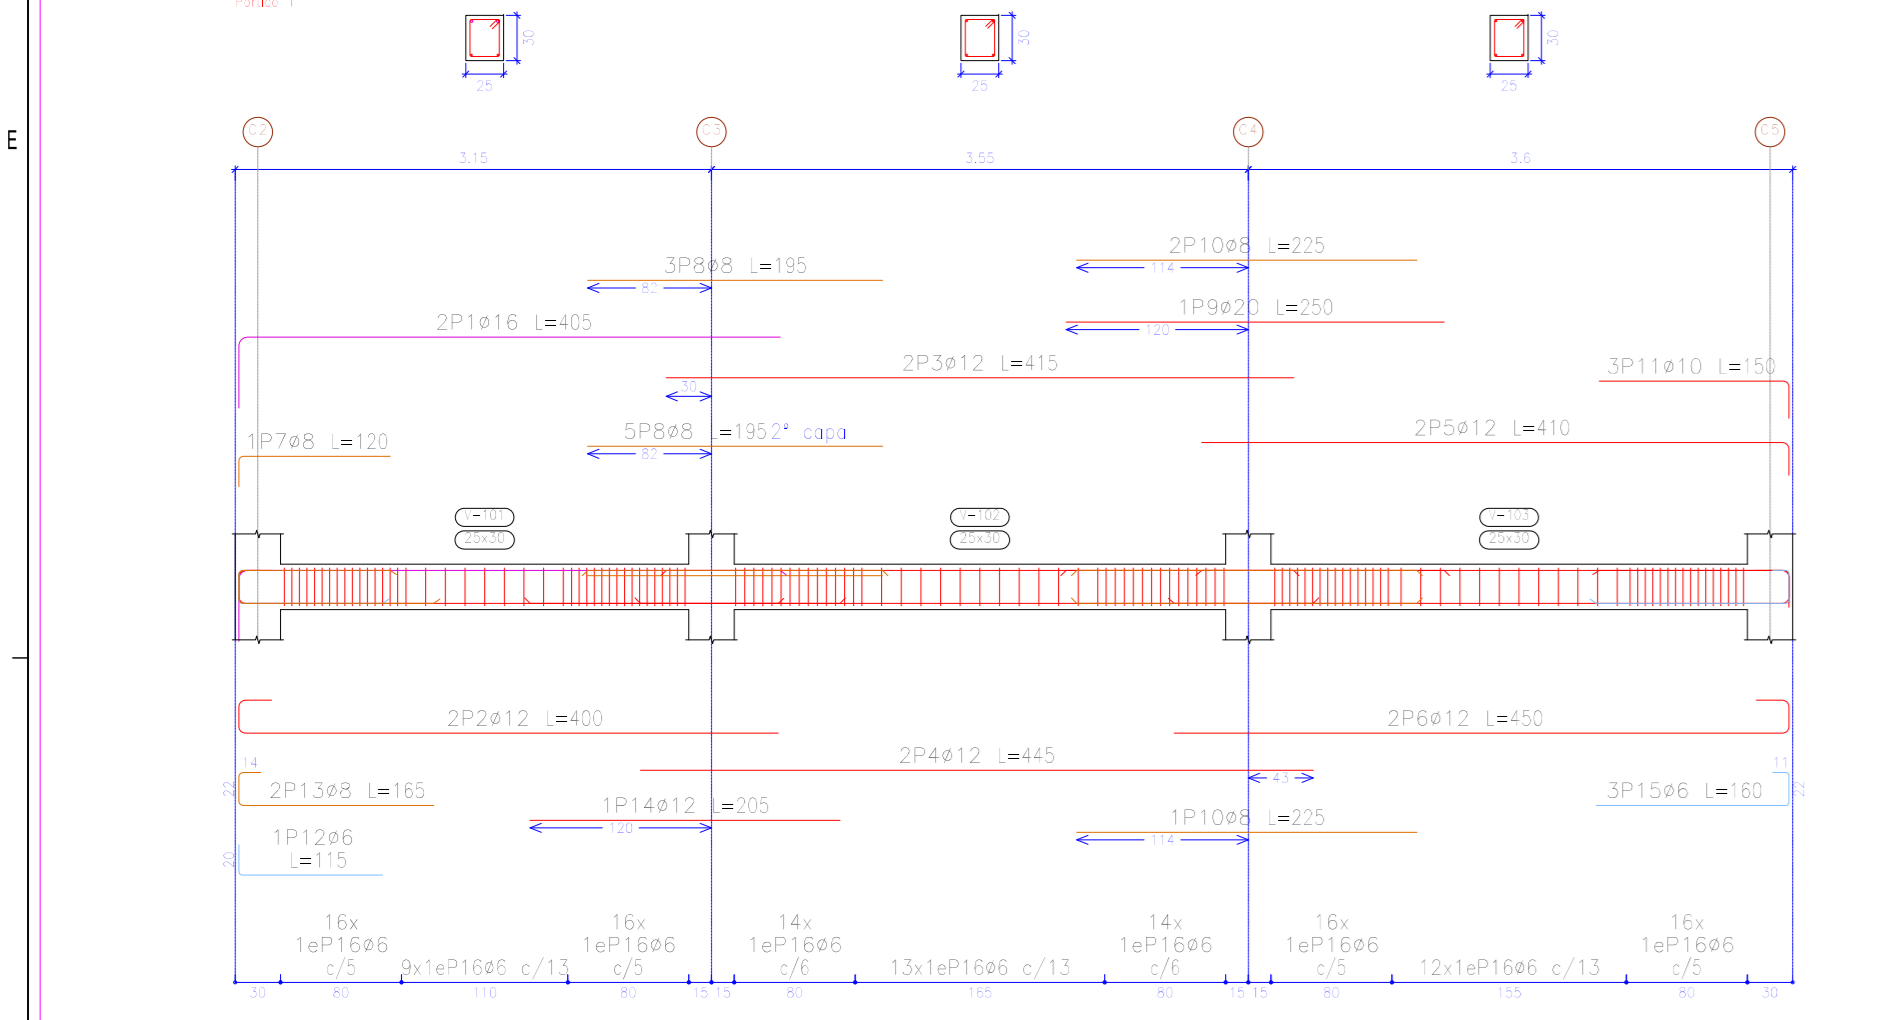 Portico 1
30
30
30
25
25
25
E
C2
C3
C4
C5
3.15
3.55
3.6
2P10ø8 L=225
114
3P8ø8 L=195
82
1P9ø20 L=250
120
2P1ø16 L=405
2P3ø12 L=415
30
3P11ø10 L=150
5P8ø8 L=195 2ª capa
82
1P7ø8 L=120
2P5ø12 L=410
V-101
25x30
V-102
25x30
V-103
25x30
2P2ø12 L=400
2P6ø12 L=450
2P4ø12 L=445
43
14
22
2P13ø8 L=165
11
22
3P15ø6 L=160
1P14ø12 L=205
120
1P10ø8 L=225
114
1P12ø6
L=115
20
16x
1eP16ø6
c/5
9x1eP16ø6 c/13
16x
1eP16ø6
c/5
14x
1eP16ø6
c/6
13x1eP16ø6 c/13
14x
1eP16ø6
c/6
16x
1eP16ø6
c/5
12x1eP16ø6 c/13
16x
1eP16ø6
c/5
30 80 110 80 15 15 80 165 80 15 15 80 155 80 30